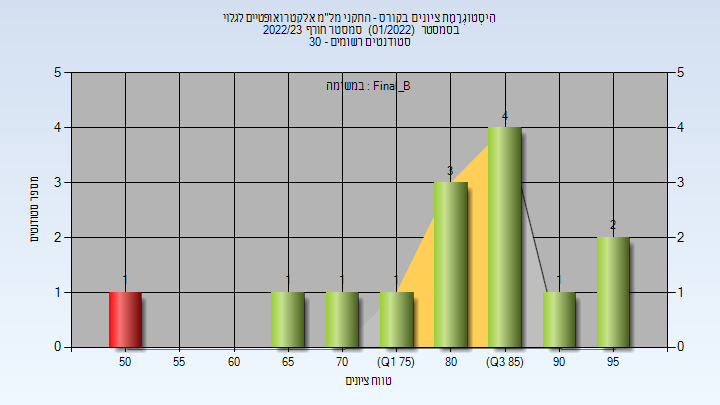 הִיסְטוֹגְרָמַת ציונים בקורס - התקני מל"מ אלקטרואופטיים לגלוי
בסמסטר (01/2022) סמסטר חורף 2022/23
סטודנטים רשומים - 30
במשימה : Final_B
מספר סטודנטים
5 5
4 4
3 3
2 2
1 1
0 0
1 1 1 1 3 4 1 2
50 55 60 65 70 (Q1 75) 80 (Q3 85) 90 95
טווח ציונים